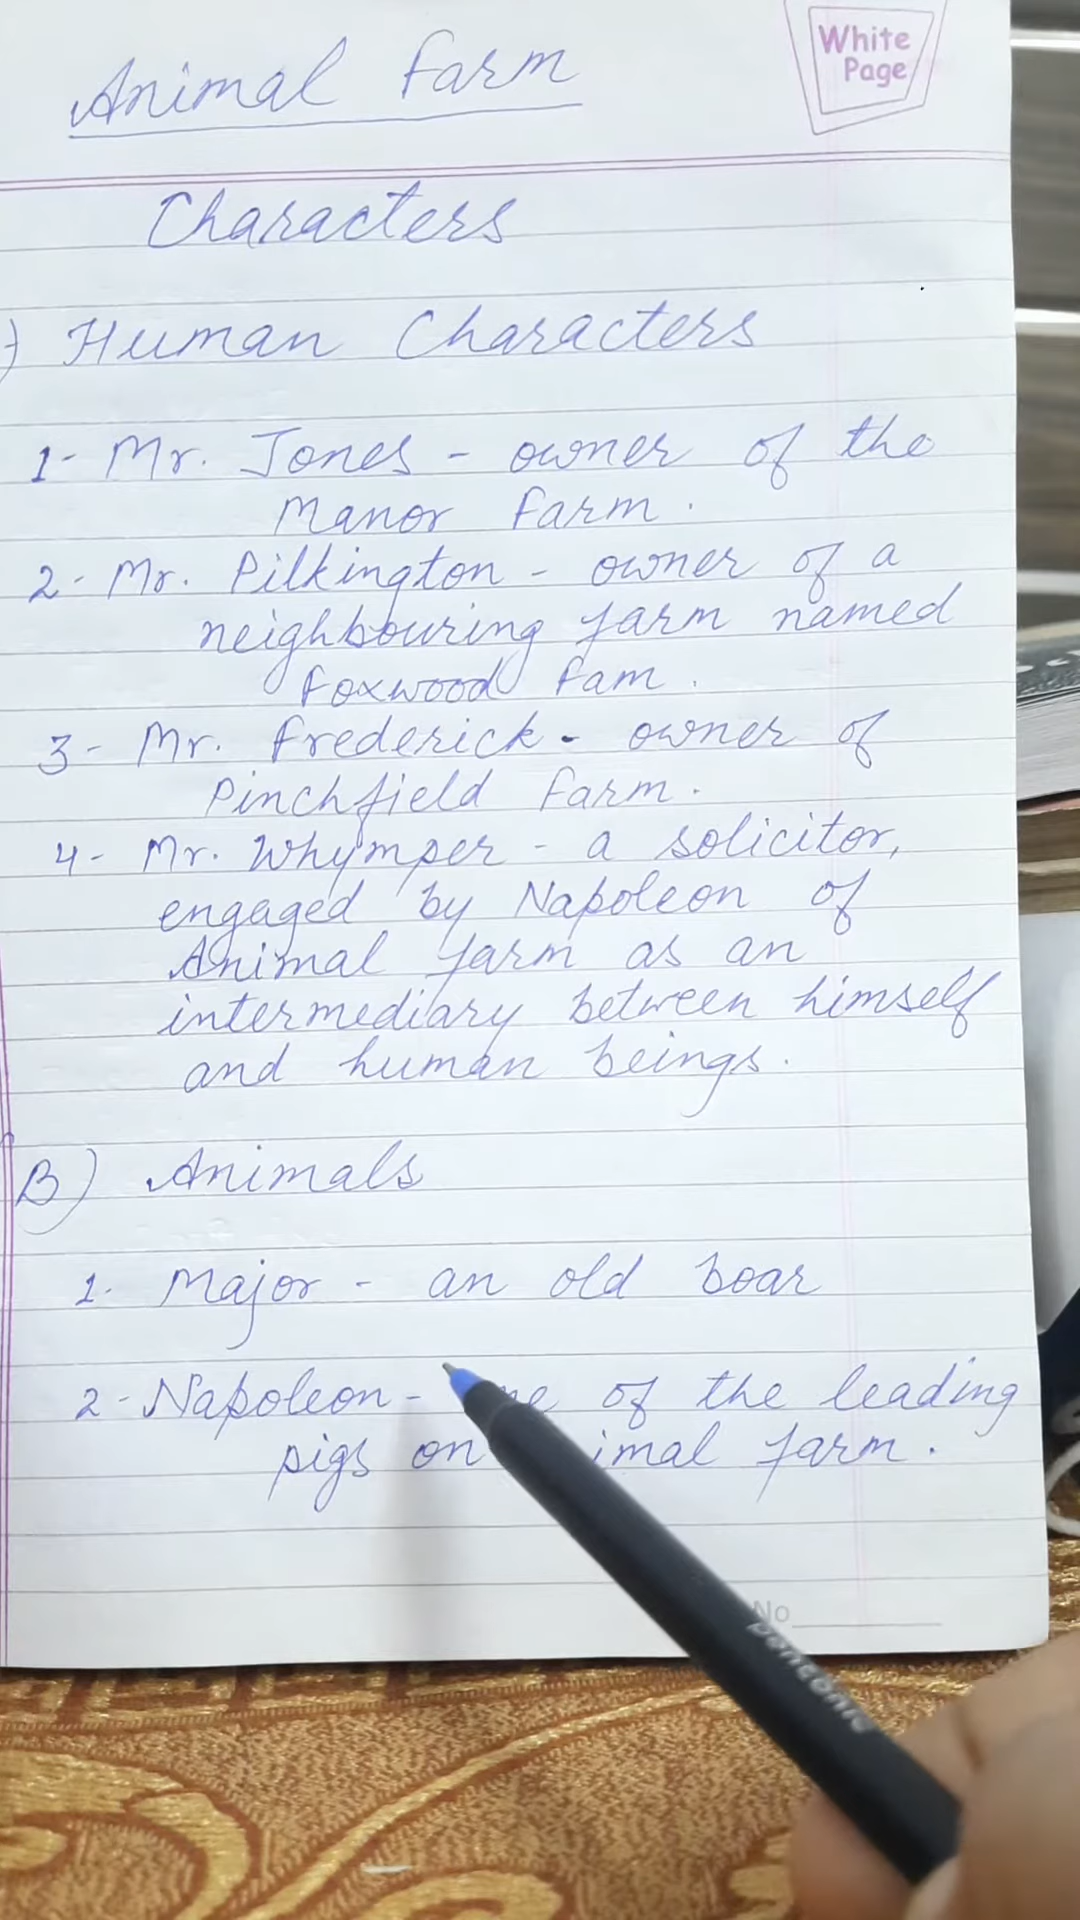 White
Page
Animal Farm
Characters
) Human Characters
1- Mr. Jones - owner of the
Manor Farm.
2- Mr. Pilkington - owner of a
neighbouring farm named
Foxwood Fam.
3- Mr. Frederick - owner of
Pinchfield Farm.
4- Mr. Whymper - a solicitor,
engaged by Napoleon of
Animal Farm as an
intermediary between himself
and human beings.
B) Animals
1. Major - an old boar
2- Napoleon - of the leading
pigs on farm.
No
pentonic